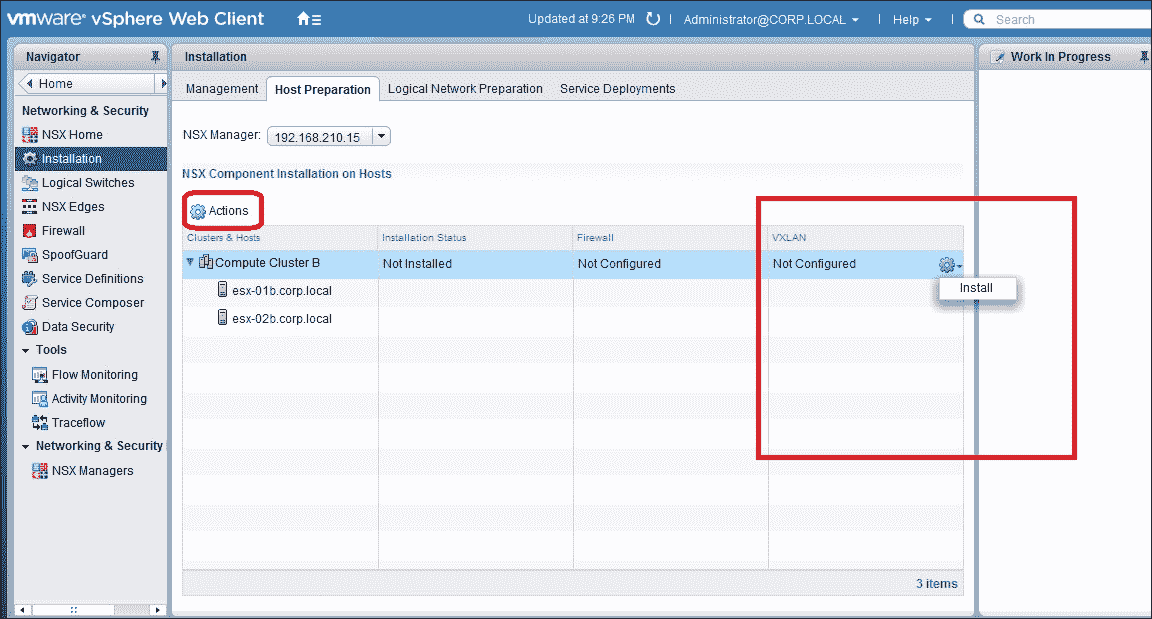 vmware® vSphere Web Client
Updated at 9:26 PM
Administrator@CORP.LOCAL
Help
Search
Navigator
Home
Networking & Security
NSX Home
Installation
Logical Switches
NSX Edges
Firewall
SpoofGuard
Service Definitions
Service Composer
Data Security
Tools
Flow Monitoring
Activity Monitoring
Traceflow
Networking & Security
NSX Managers
Installation
Management
Host Preparation
Logical Network Preparation
Service Deployments
NSX Manager: 192.168.210.15
NSX Component Installation on Hosts
Actions
Clusters & Hosts Installation Status Firewall VXLAN
Compute Cluster B Not Installed Not Configured Not Configured
Install
esx-01b.corp.local
esx-02b.corp.local
3 items
Work In Progress